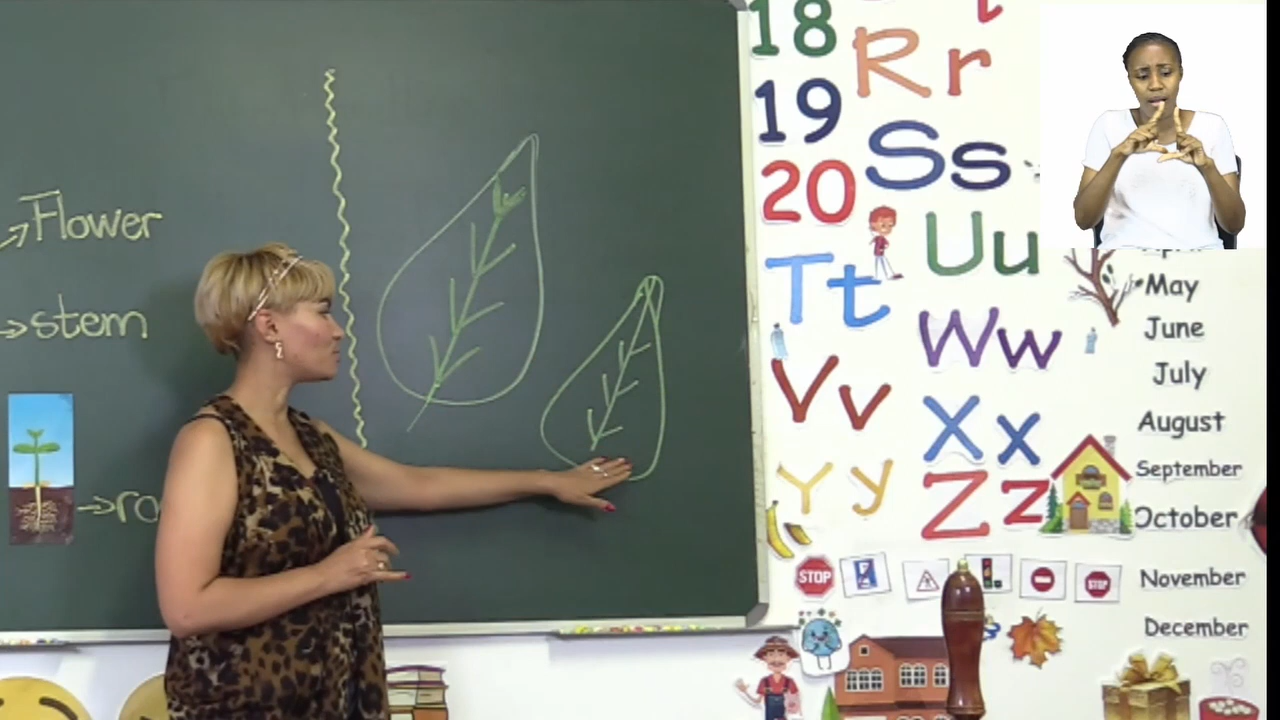 Flower
stem
18
19
20
Rr
Ss
Tt
Uu
Vv
Ww
Xx
Yy
Zz
May
June
July
August
September
October
November
December
STOP
STOP